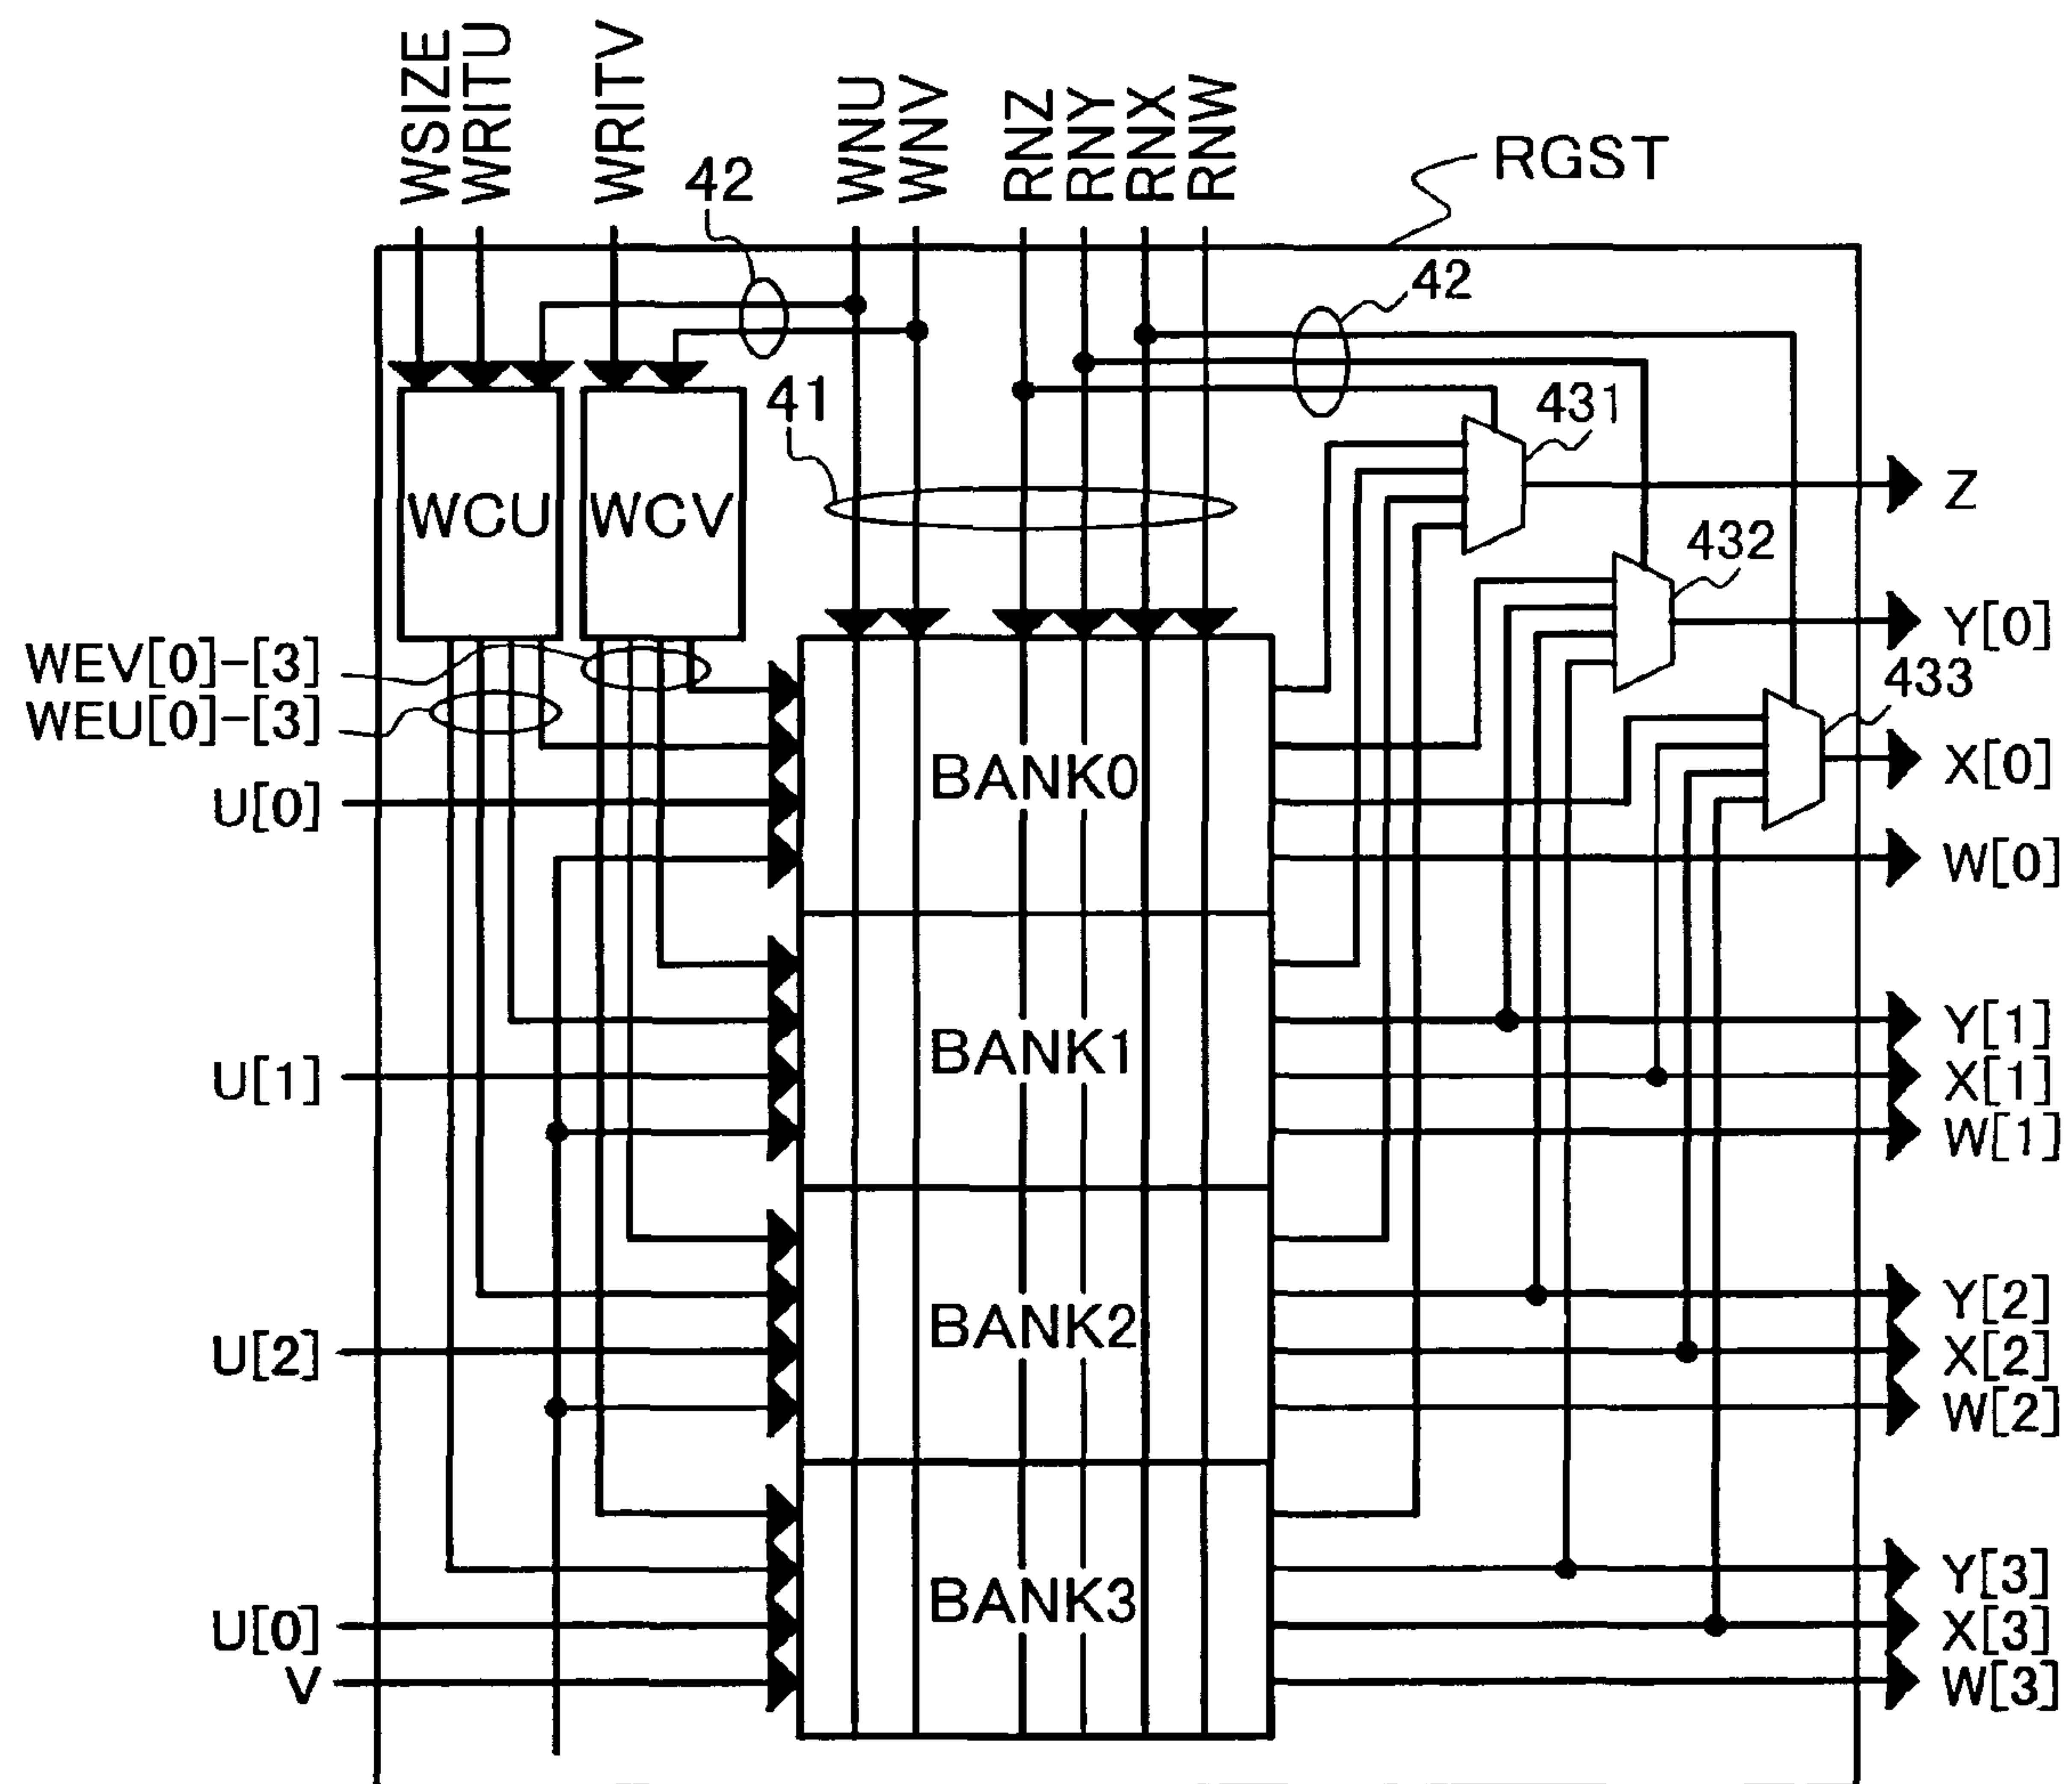 WSIZE
WRITU
WRITV
WNU
WNV
RNZ
RNY
RNX
RNW
RGST
42
42
41
431
432
433
WCU
WCV
WEV[0]-[3]
WEU[0]-[3]
U[0]
U[1]
U[2]
U[0]
V
BANK0
BANK1
BANK2
BANK3
Z
Y[0]
X[0]
W[0]
Y[1]
X[1]
W[1]
Y[2]
X[2]
W[2]
Y[3]
X[3]
W[3]